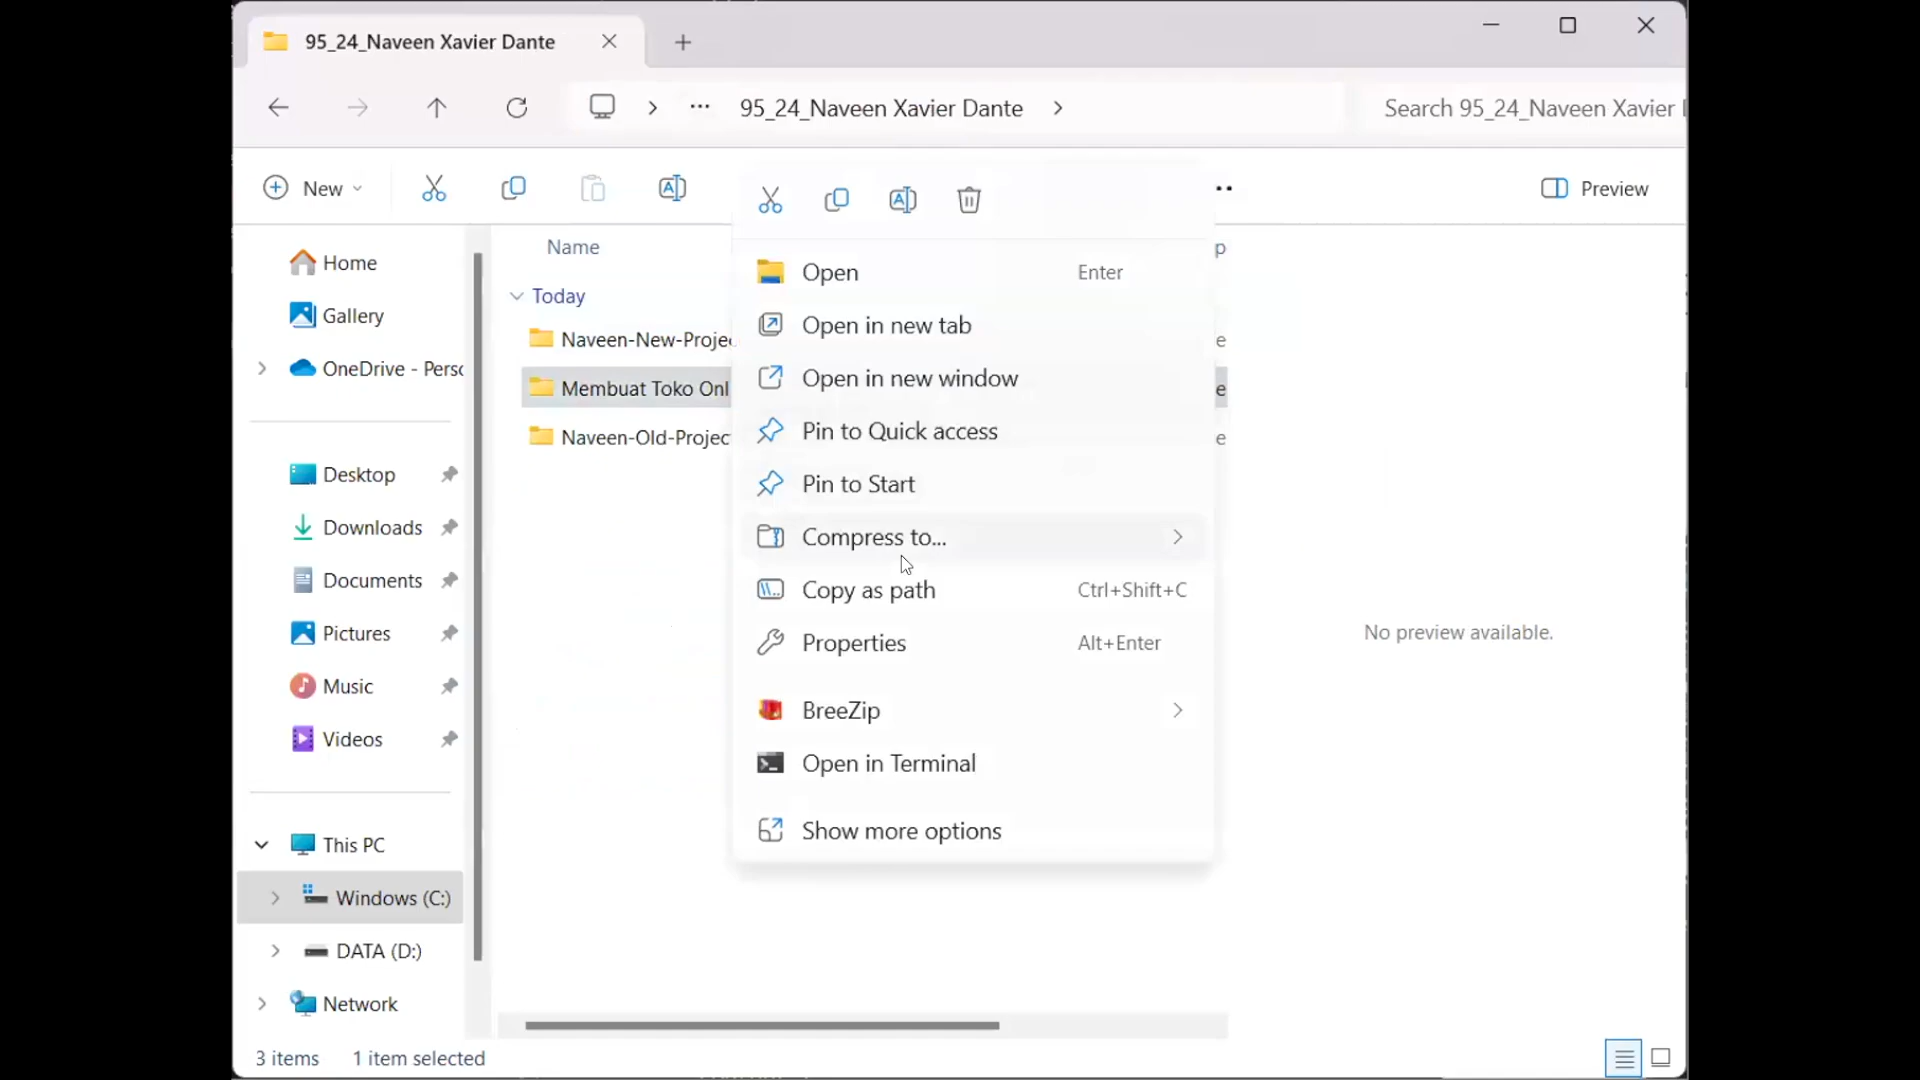 95_24_Naveen Xavier Dante
95_24_Naveen Xavier Dante
Search 95_24_Naveen Xavier
New
Preview
Home
Gallery
OneDrive - Persc
Desktop
Downloads
Documents
Pictures
Music
Videos
This PC
Windows (C:)
DATA (D:)
Network
Name
Today
Naveen-New-Projec
Membuat Toko Onl
Naveen-Old-Projec
p
e
e
e
Open Enter
Open in new tab
Open in new window
Pin to Quick access
Pin to Start
Compress to...
Copy as path Ctrl+Shift+C
Properties Alt+Enter
BreeZip
Open in Terminal
Show more options
No preview available.
3 items 1 item selected